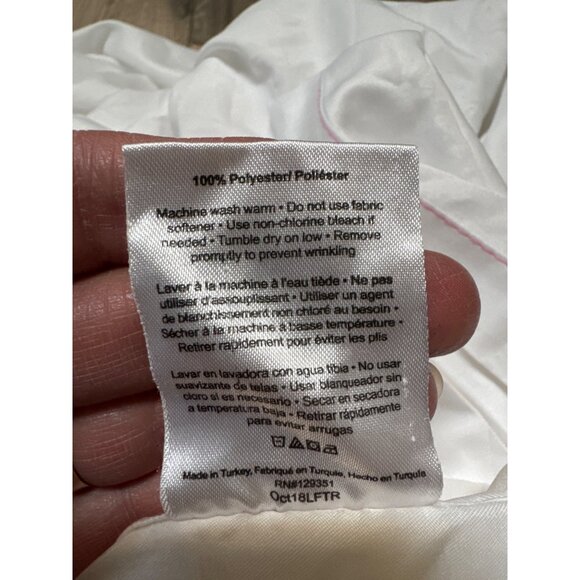 100% Polyester/ Poliéster
Machine wash warm • Do not use fabric
softener • Use non-chlorine bleach if
needed • Tumble dry on low • Remove
promptly to prevent wrinkling
Laver à la machine à l'eau tiède • Ne pas
utiliser d'assouplissant • Utiliser un agent
de blanchissement non chloré au besoin •
Sécher à la machine à basse température •
Retirer rapidement pour éviter les plis
Lavar en lavadora con agua tibia • No usar
suavizante de telas • Usar blanqueador sin
cloro si es necesario • Secar en secadora
a temperatura baja • Retirar rápidamente
para evitar arrugas
Made in Turkey, Fabriqué en Turquie, Hecho en Turquie
RN#129351
Oct18LFTR